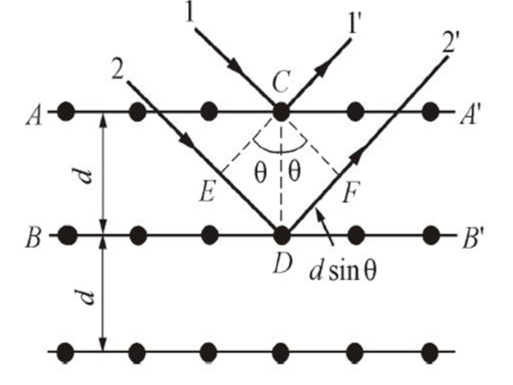 1 1'
2 2'
C
A A'
d θ θ
E F
B B'
D d sinθ
d